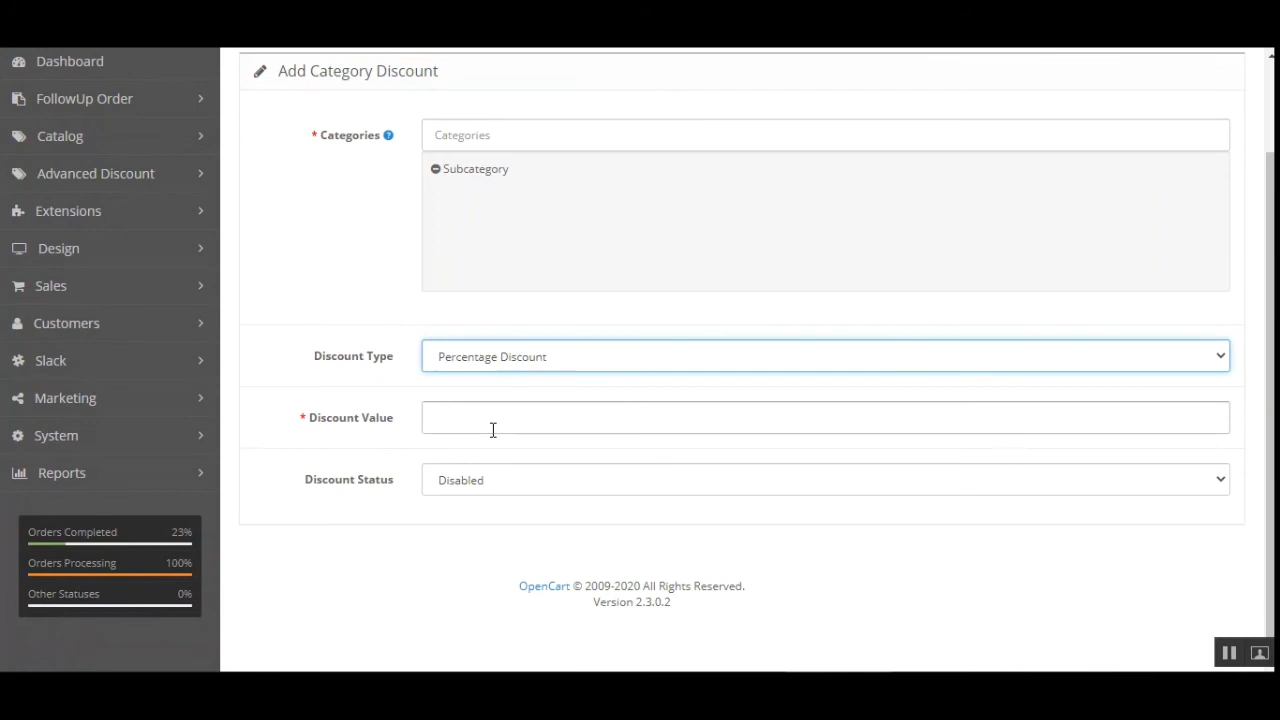 Dashboard
FollowUp Order
Catalog
Advanced Discount
Extensions
Design
Sales
Customers
Slack
Marketing
System
Reports
Orders Completed 23%
Orders Processing 100%
Other Statuses 0%
Add Category Discount
* Categories
Categories
Subcategory
Discount Type
Percentage Discount
* Discount Value
Discount Status
Disabled
OpenCart © 2009-2020 All Rights Reserved.
Version 2.3.0.2